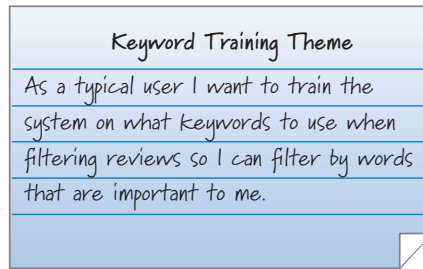 Keyword Training Theme
As a typical user I want to train the
system on what keywords to use when
filtering reviews so I can filter by words
that are important to me.